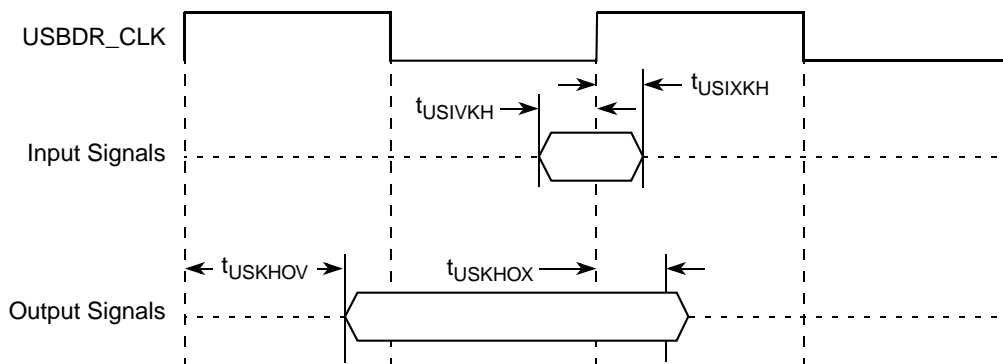 USBDR_CLK
tUSIXKH
tUSIVKH
Input Signals
tUSKHOV
tUSKHOX
Output Signals